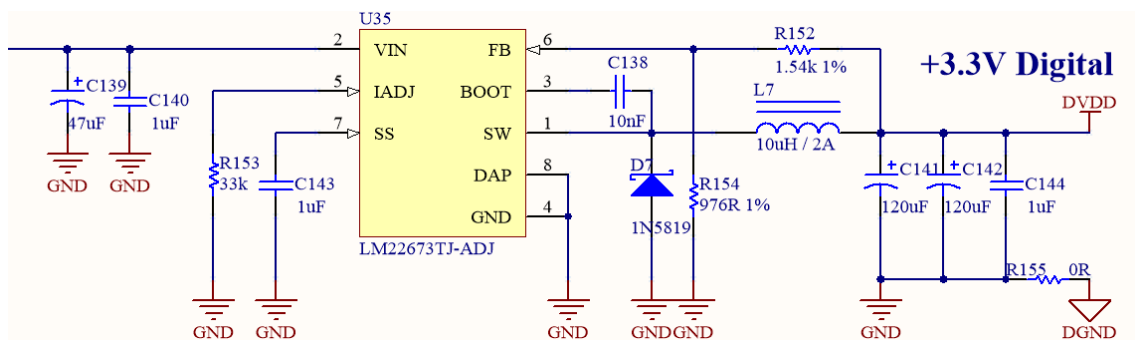 U35
2
VIN
FB
6
5
IADJ
BOOT
3
7
SS
SW
1
DAP
8
GND
4
LM22673TJ-ADJ
C139
47uF
GND
C140
1uF
GND
R153
33k
GND
C143
1uF
GND
GND
C138
10nF
D7
1N5819
GND
R154
976R 1%
GND
R152
1.54k 1%
L7
10uH / 2A
+3.3V Digital
DVDD
C141
120uF
C142
120uF
C144
1uF
GND
R155
0R
DGND